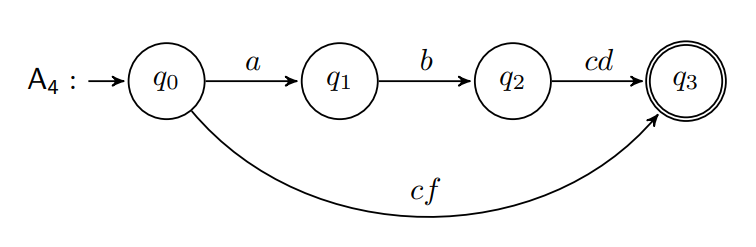 A₄ : q₀ a q₁ b q₂ cd q₃
cf